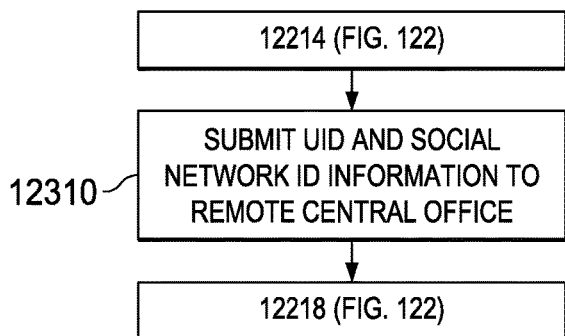 12214 (FIG. 122)
SUBMIT UID AND SOCIAL
NETWORK ID INFORMATION TO
REMOTE CENTRAL OFFICE
12310
12218 (FIG. 122)